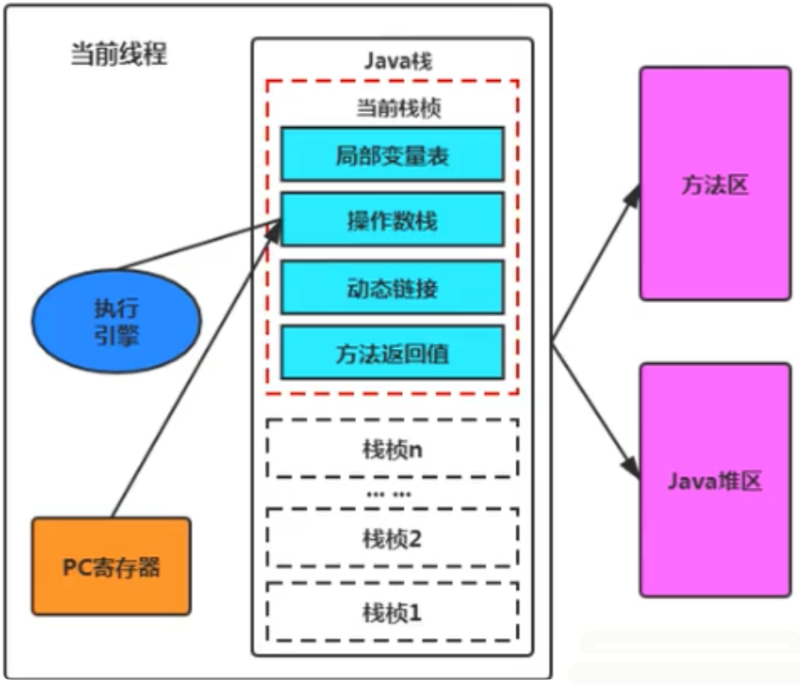 当前线程
Java栈
当前栈桢
局部变量表
操作数栈
动态链接
方法返回值
栈桢n
... ...
栈桢2
栈桢1
执行
引擎
PC寄存器
方法区
Java堆区